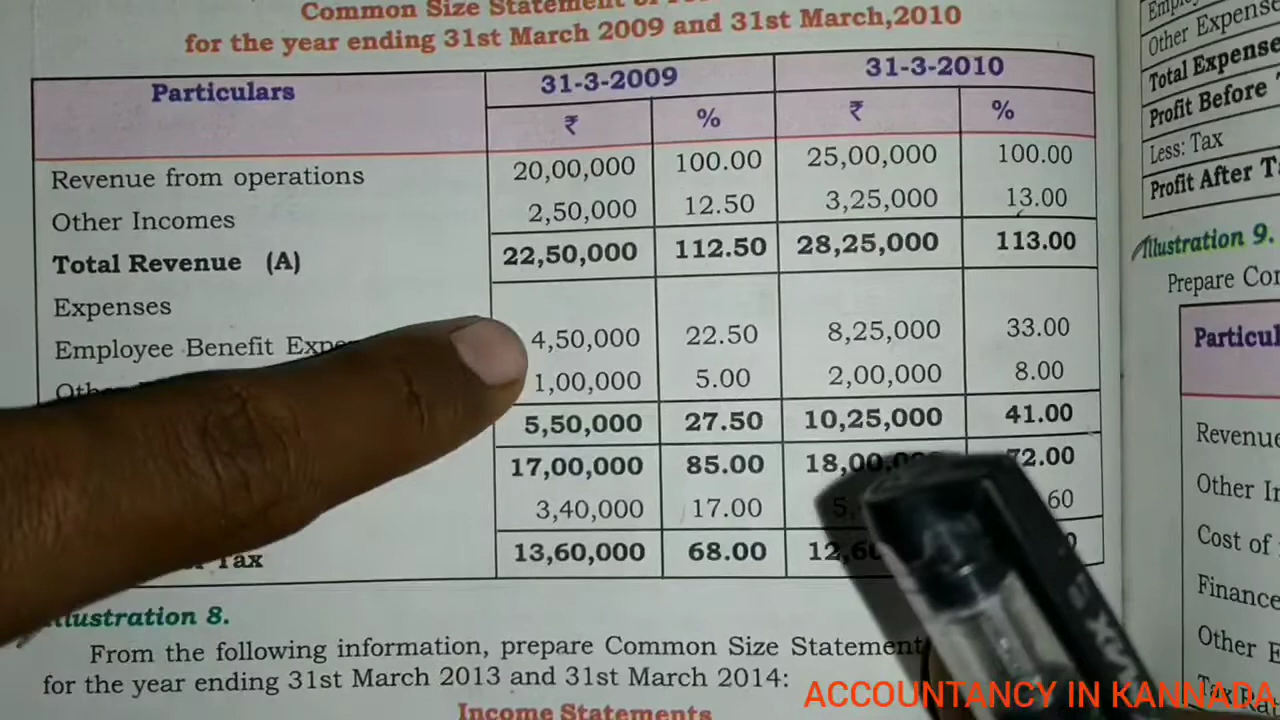 Common Size Statement
for the year ending 31st March 2009 and 31st March,2010
Particulars 31-3-2009 31-3-2010
₹ % ₹ %
Revenue from operations 20,00,000 100.00 25,00,000 100.00
Other Incomes 2,50,000 12.50 3,25,000 13.00
Total Revenue (A) 22,50,000 112.50 28,25,000 113.00
Expenses
Employee Benefit 4,50,000 22.50 8,25,000 33.00
1,00,000 5.00 2,00,000 8.00
5,50,000 27.50 10,25,000 41.00
17,00,000 85.00 72.00
3,40,000 17.00
Tax 13,60,000 68.00
Illustration 8.
From the following information, prepare Common Size Statement
for the year ending 31st March 2013 and 31st March 2014:
Income Statements
Other
Total
Profit Before
Less: Tax
Profit After
Illustration 9.
Prepare
Other
Cost of
Other
ACCOUNTANCY IN KANNADA